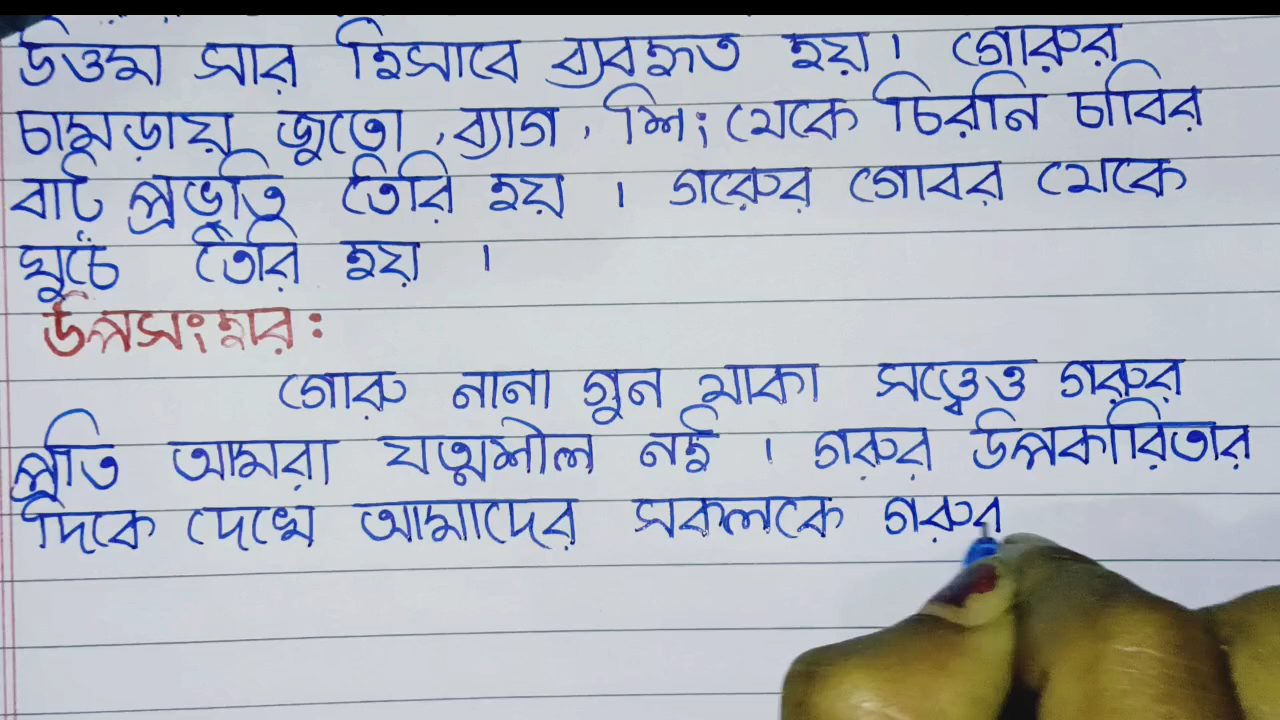 উত্তম সার হিসাবে ব্যবহৃত হয়। গোরুর
চামড়ায় জুতো, ব্যাগ, শিং থেকে চিরনি চাবির
বাট প্রভৃতি তৈরি হয়। গরুর গোবর থেকে
ঘুটে তৈরি হয়।
উপসংহার:
গোরু নানা গুন থাকা সত্ত্বেও গরুর
প্রতি আমরা যত্নশীল নই। গরুর উপকারিতার
দিকে দেখে আমাদের সকলকে গরুর